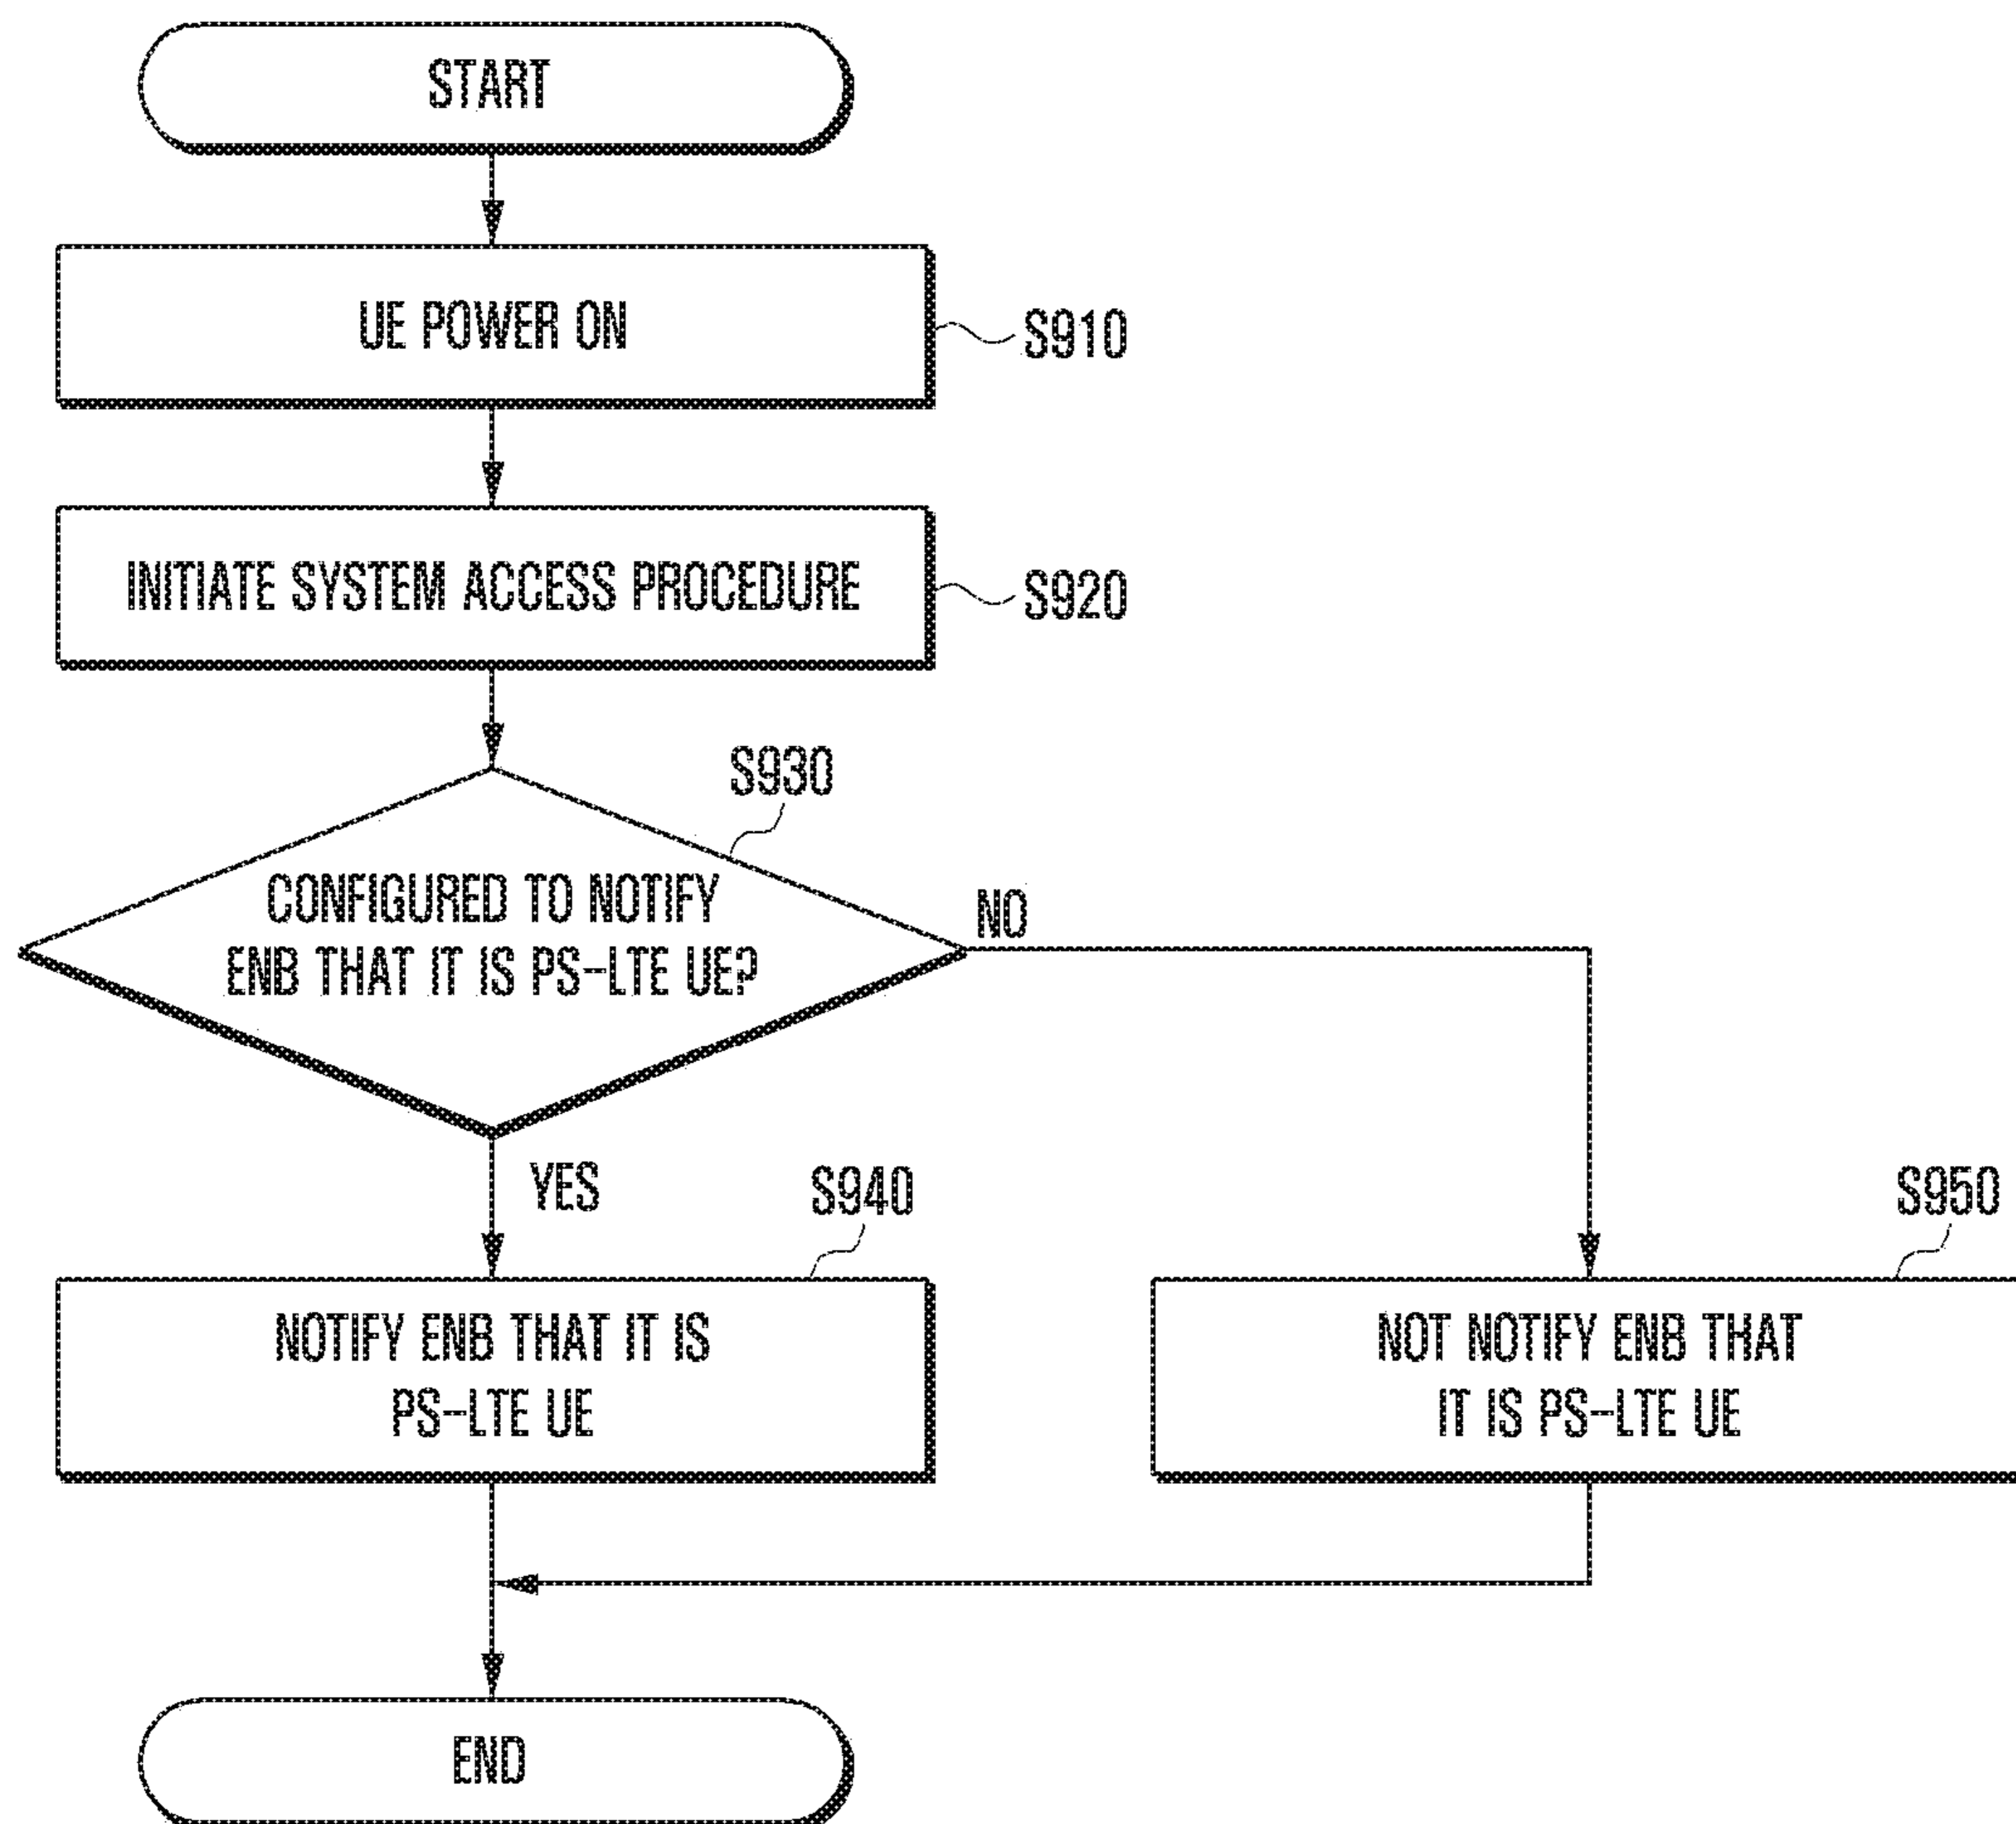 START
UE POWER ON
S910
INITIATE SYSTEM ACCESS PROCEDURE
S920
S930
CONFIGURED TO NOTIFY
ENB THAT IT IS PS-LTE UE?
NO
YES
S940
S950
NOTIFY ENB THAT IT IS
PS-LTE UE
NOT NOTIFY ENB THAT
IT IS PS-LTE UE
END